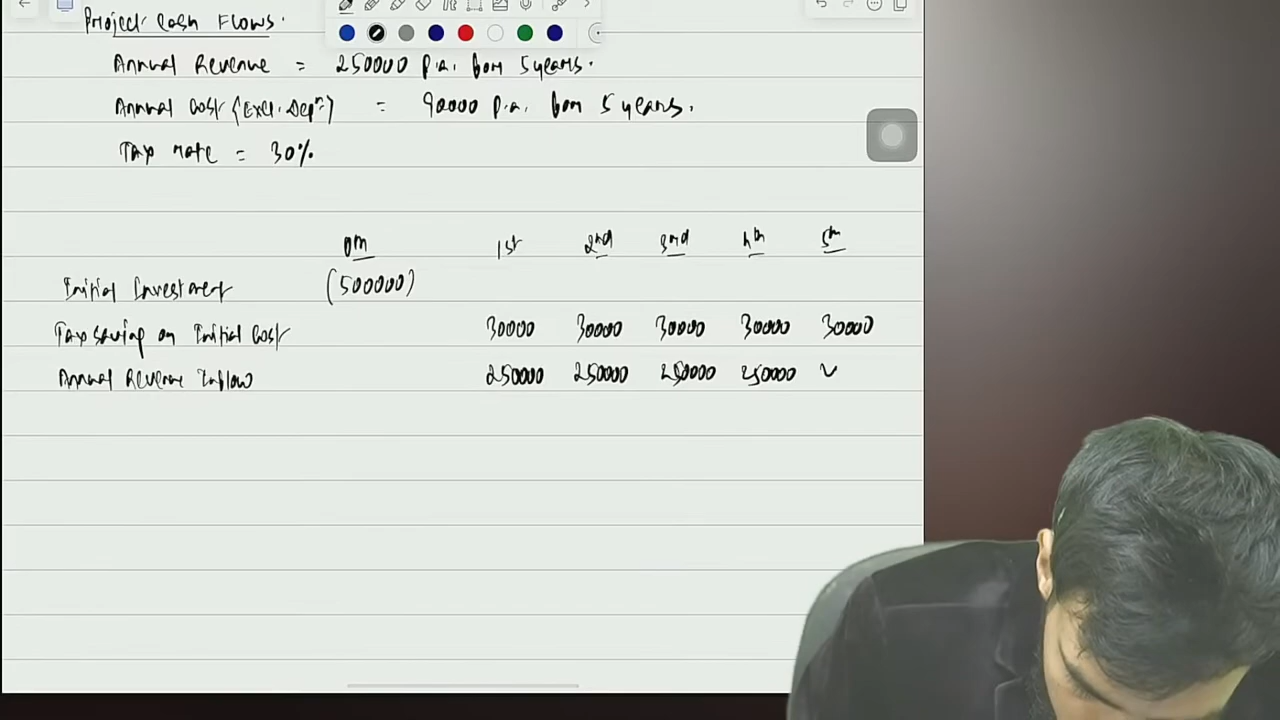 Project Cash Flows.
Annual Revenue = 250000 p.a. for 5 years.
Annual Cost {Excl. Depn} = 90000 p.a. for 5 years.
Tax rate = 30%
0th 1st 2nd 3rd 4th 5th
Initial Investment (500000)
Tax saving on Initial Cost 30000 30000 30000 30000 30000
Annual Revenue Inflow 250000 250000 250000 250000 2